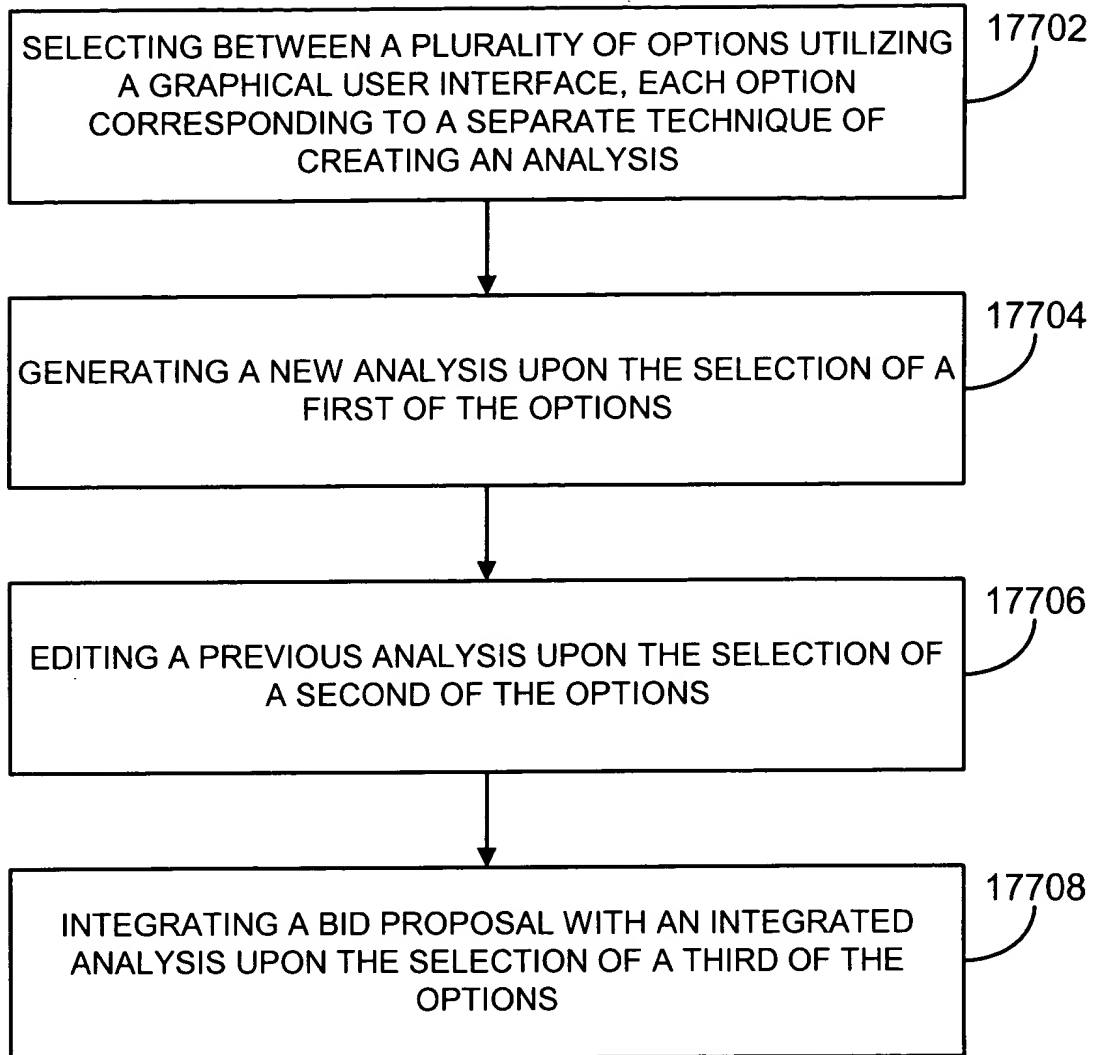 SELECTING BETWEEN A PLURALITY OF OPTIONS UTILIZING
A GRAPHICAL USER INTERFACE, EACH OPTION
CORRESPONDING TO A SEPARATE TECHNIQUE OF
CREATING AN ANALYSIS
17702
GENERATING A NEW ANALYSIS UPON THE SELECTION OF A
FIRST OF THE OPTIONS
17704
EDITING A PREVIOUS ANALYSIS UPON THE SELECTION OF
A SECOND OF THE OPTIONS
17706
INTEGRATING A BID PROPOSAL WITH AN INTEGRATED
ANALYSIS UPON THE SELECTION OF A THIRD OF THE
OPTIONS
17708